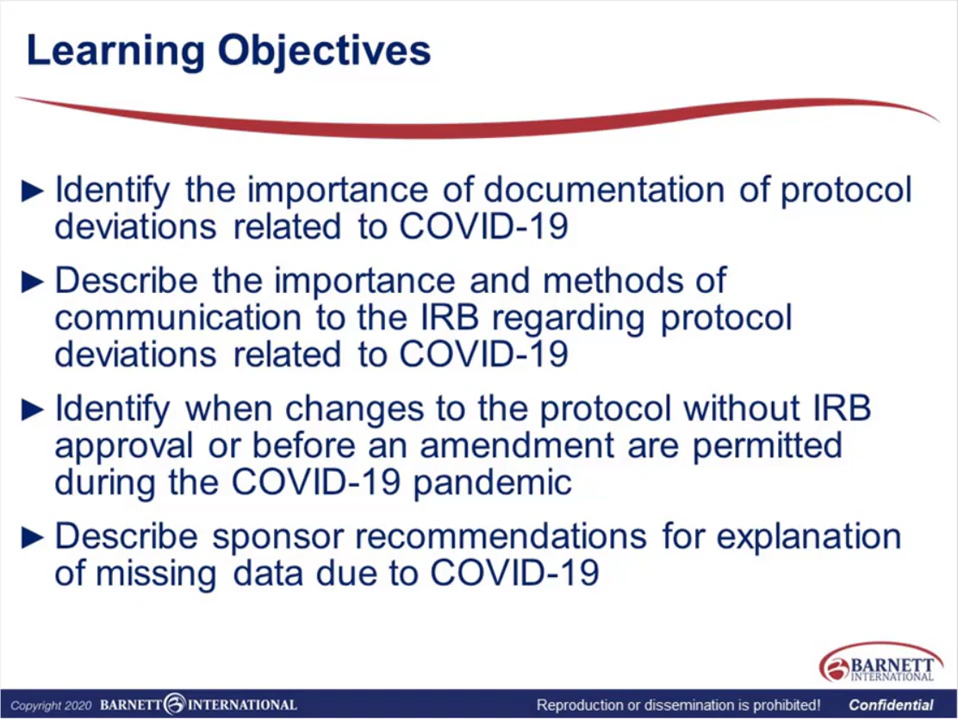 Learning Objectives
► Identify the importance of documentation of protocol
deviations related to COVID-19
► Describe the importance and methods of
communication to the IRB regarding protocol
deviations related to COVID-19
► Identify when changes to the protocol without IRB
approval or before an amendment are permitted
during the COVID-19 pandemic
► Describe sponsor recommendations for explanation
of missing data due to COVID-19
BARNETT
INTERNATIONAL
Copyright 2020 BARNETT INTERNATIONAL Reproduction or dissemination is prohibited! Confidential